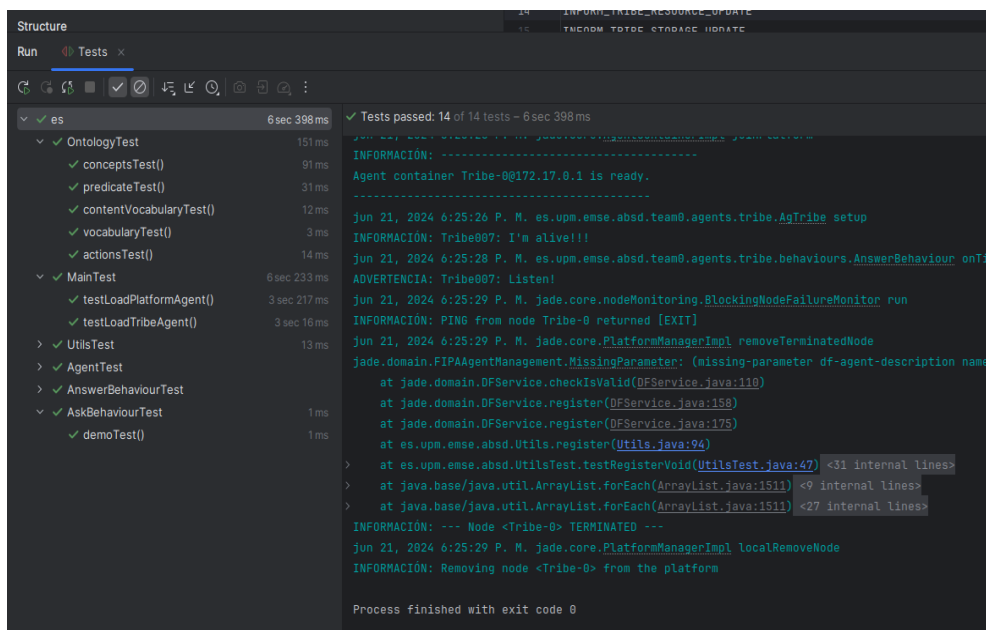 Structure
14 INFORM_TRIBE_RESOURCE_UPDATE
15 INFORM_TRIBE_STORAGE_UPDATE
Run Tests ×
es 6 sec 398 ms
OntologyTest 151 ms
conceptsTest() 91 ms
predicateTest() 31 ms
contentVocabularyTest() 12 ms
vocabularyTest() 3 ms
actionsTest() 14 ms
MainTest 6 sec 233 ms
testLoadPlatformAgent() 3 sec 217 ms
testLoadTribeAgent() 3 sec 16 ms
UtilsTest 13 ms
AgentTest
AnswerBehaviourTest
AskBehaviourTest 1 ms
demoTest() 1 ms
Tests passed: 14 of 14 tests – 6 sec 398 ms
jade.core.AgentContainerImpl joinPlatform
INFORMACIÓN: --------------------------------------
Agent container Tribe-0@172.17.0.1 is ready.
--------------------------------------------
jun 21, 2024 6:25:26 P. M. es.upm.emse.absd.team0.agents.tribe.AgTribe setup
INFORMACIÓN: Tribe007: I'm alive!!!
jun 21, 2024 6:25:28 P. M. es.upm.emse.absd.team0.agents.tribe.behaviours.AnswerBehaviour onTi
ADVERTENCIA: Tribe007: Listen!
jun 21, 2024 6:25:29 P. M. jade.core.nodeMonitoring.BlockingNodeFailureMonitor run
INFORMACIÓN: PING from node Tribe-0 returned [EXIT]
jun 21, 2024 6:25:29 P. M. jade.core.PlatformManagerImpl removeTerminatedNode
jade.domain.FIPAAgentManagement.MissingParameter: (missing-parameter df-agent-description name
at jade.domain.DFService.checkIsValid(DFService.java:110)
at jade.domain.DFService.register(DFService.java:158)
at jade.domain.DFService.register(DFService.java:175)
at es.upm.emse.absd.Utils.register(Utils.java:94)
at es.upm.emse.absd.UtilsTest.testRegisterVoid(UtilsTest.java:47) <31 internal lines>
at java.base/java.util.ArrayList.forEach(ArrayList.java:1511) <9 internal lines>
at java.base/java.util.ArrayList.forEach(ArrayList.java:1511) <27 internal lines>
INFORMACIÓN: --- Node <Tribe-0> TERMINATED ---
jun 21, 2024 6:25:29 P. M. jade.core.PlatformManagerImpl localRemoveNode
INFORMACIÓN: Removing node <Tribe-0> from the platform
Process finished with exit code 0